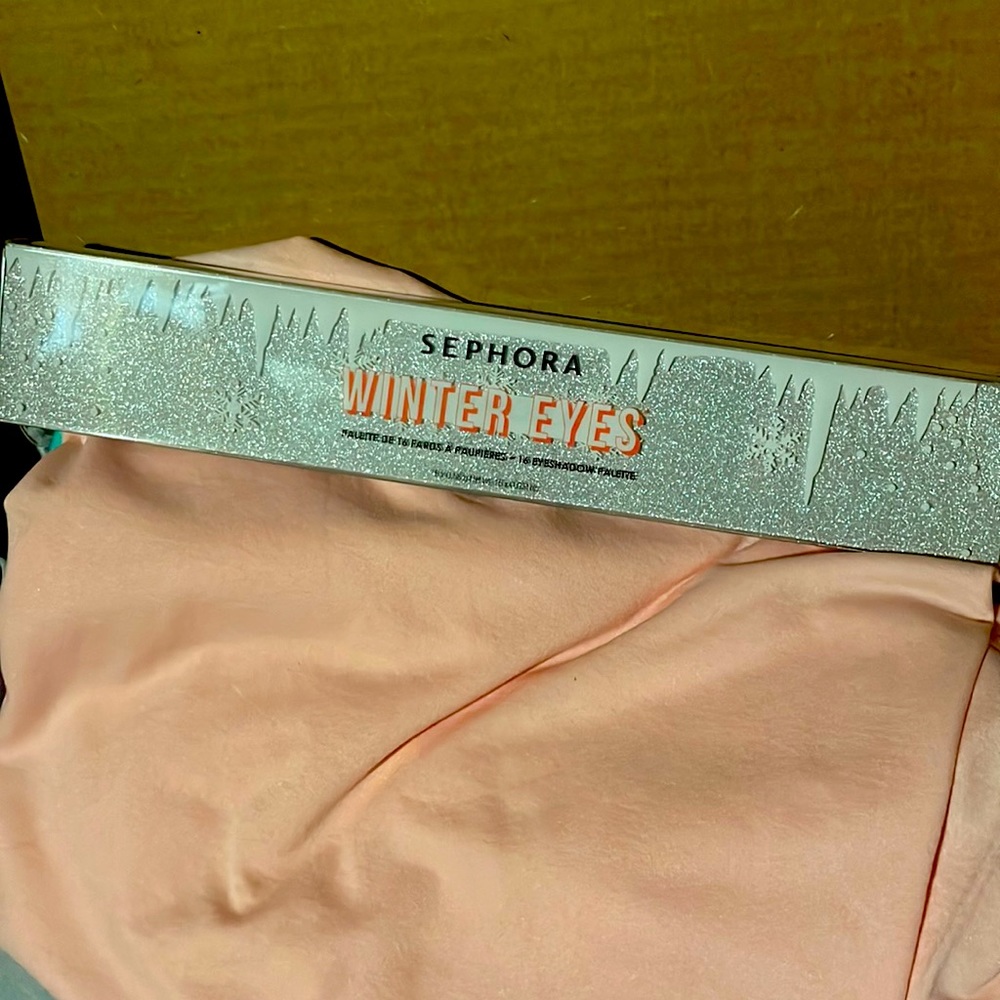 SEPHORA
WINTER EYES
PALETTE DE 16 FARDS À PAUPIÈRES - 16 EYESHADOW PALETTE